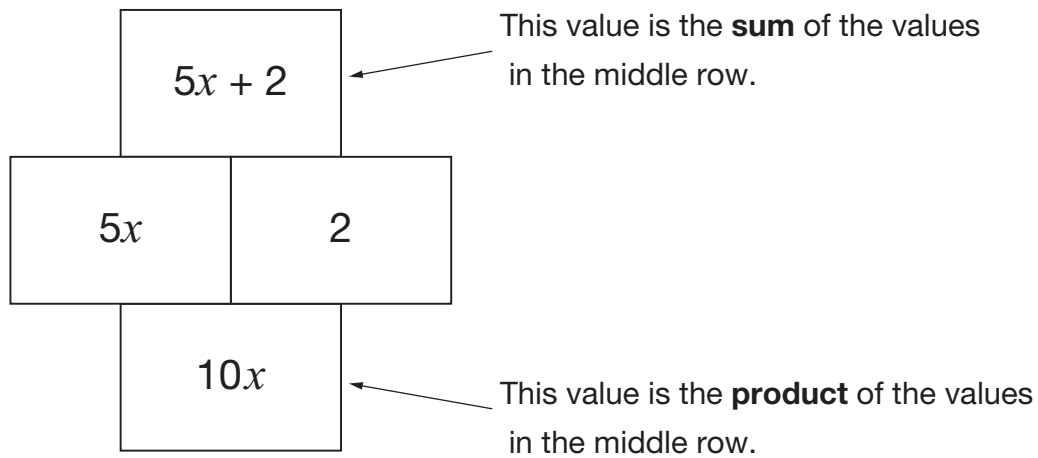 This value is the sum of the values
in the middle row.
5x + 2
5x
2
10x
This value is the product of the values
in the middle row.